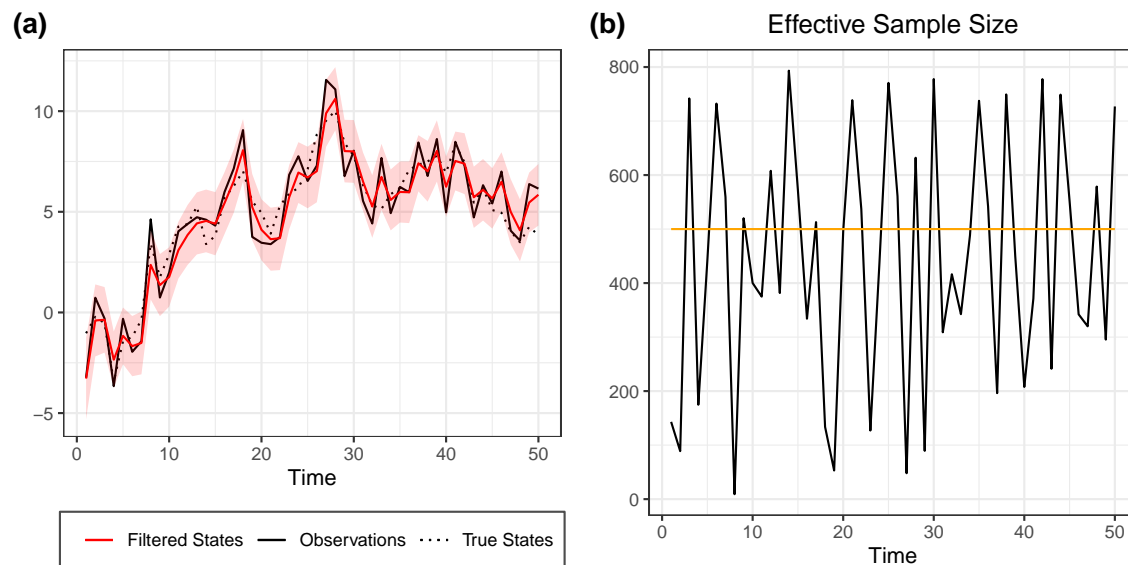 (a)
10
5
0
−5
0
10
20
30
40
50
Time
Filtered States
Observations
True States
(b)
Effective Sample Size
800
600
400
200
0
0
10
20
30
40
50
Time